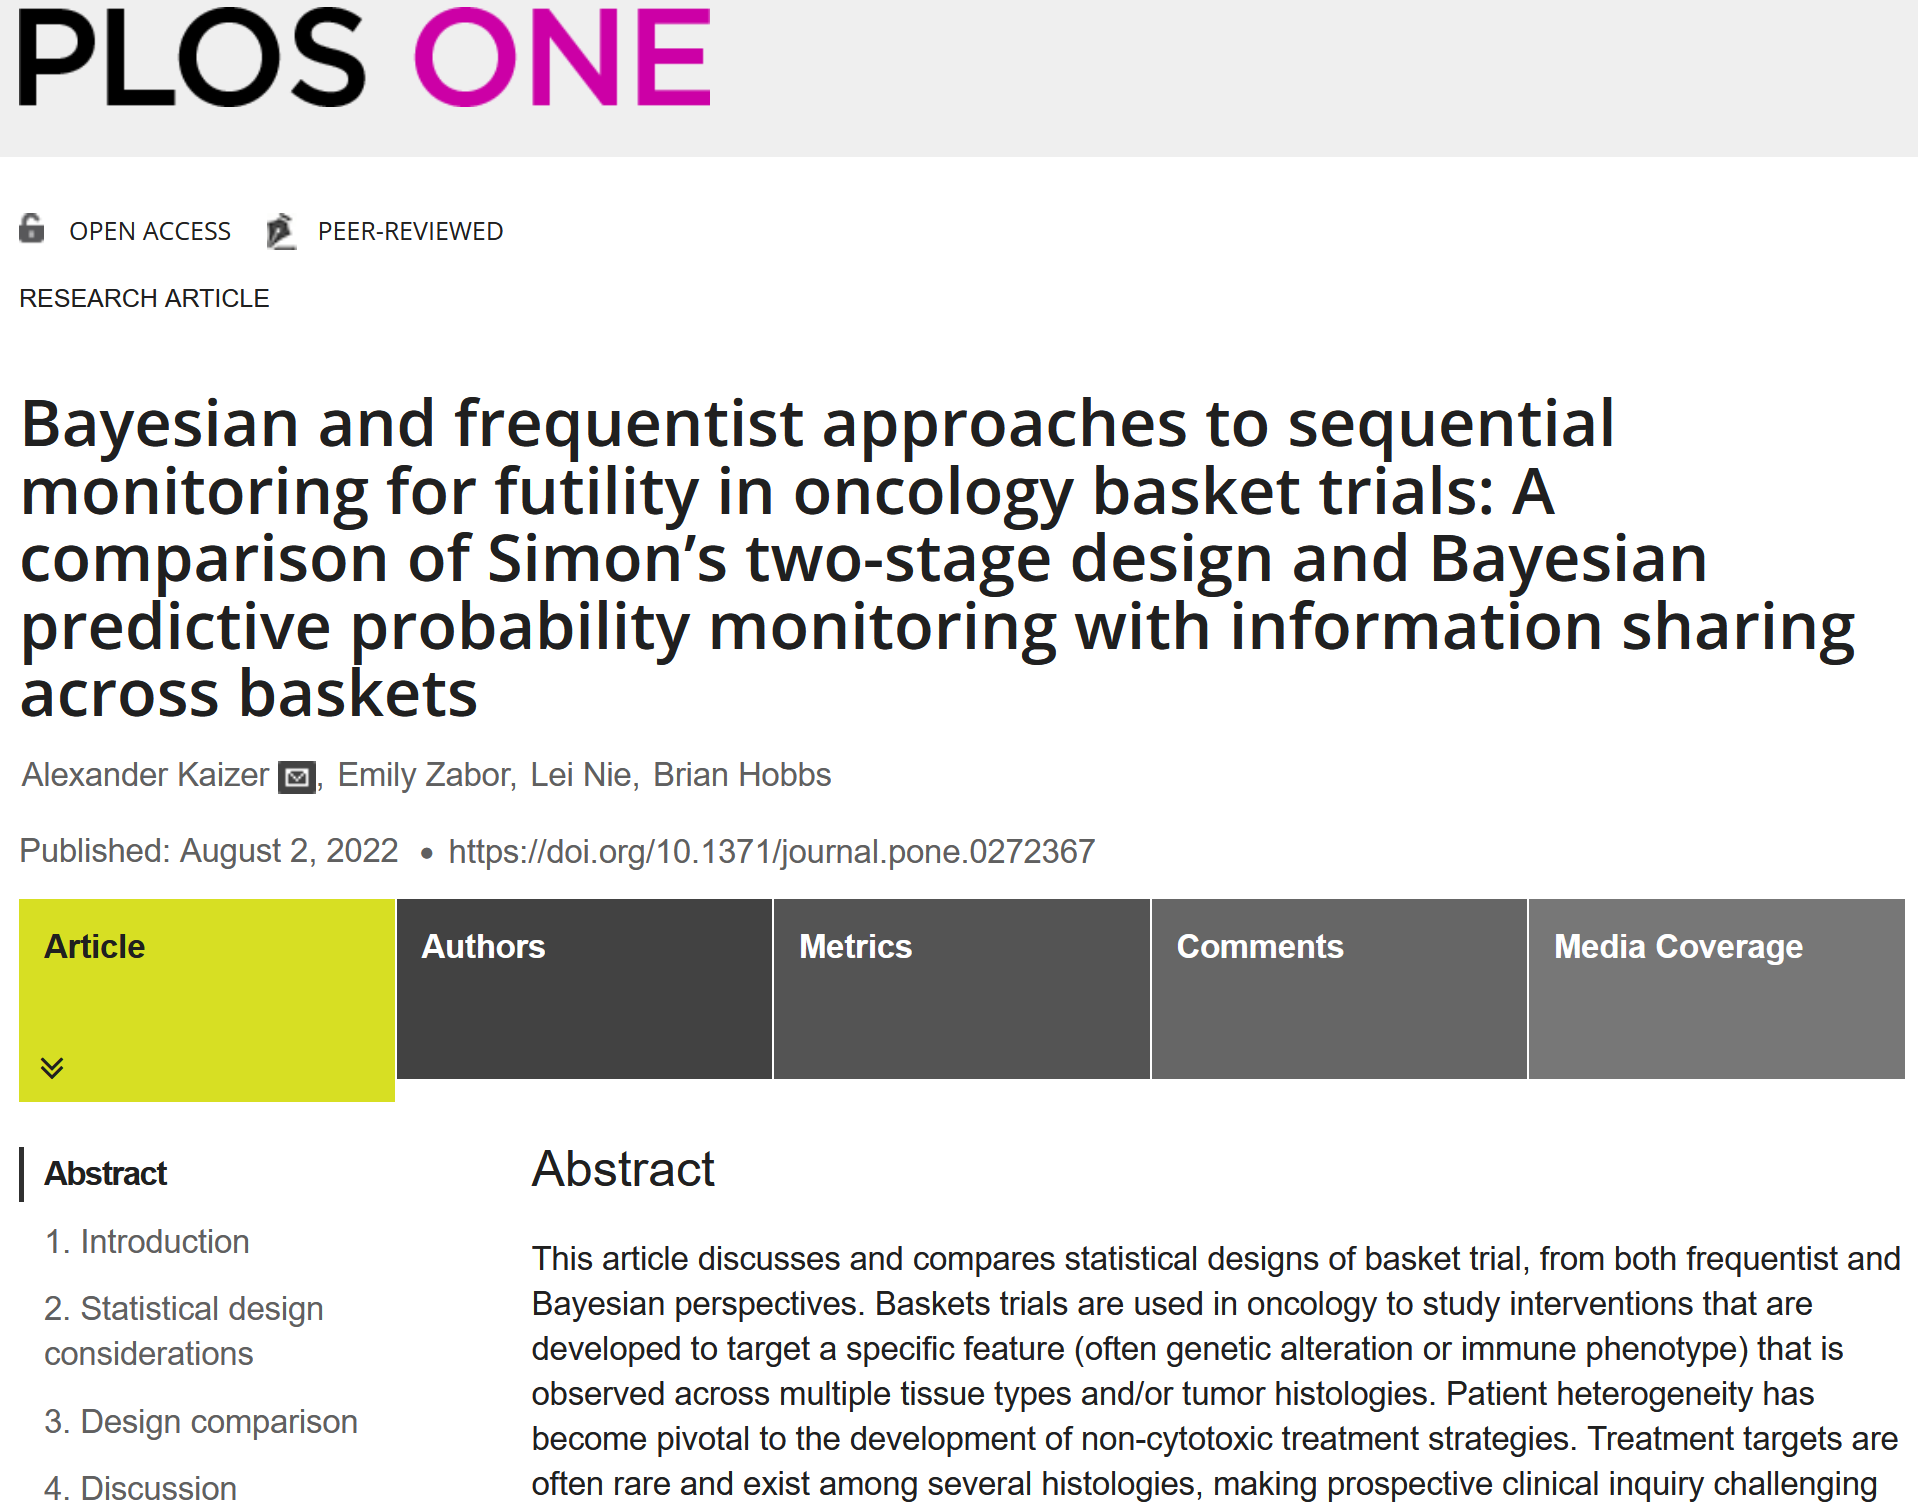 PLOS ONE
OPEN ACCESS PEER-REVIEWED
RESEARCH ARTICLE
Bayesian and frequentist approaches to sequential
monitoring for futility in oncology basket trials: A
comparison of Simon’s two-stage design and Bayesian
predictive probability monitoring with information sharing
across baskets
Alexander Kaizer , Emily Zabor, Lei Nie, Brian Hobbs
Published: August 2, 2022 • https://doi.org/10.1371/journal.pone.0272367
Article Authors Metrics Comments Media Coverage
Abstract
1. Introduction
2. Statistical design
considerations
3. Design comparison
4. Discussion
Abstract
This article discusses and compares statistical designs of basket trial, from both frequentist and
Bayesian perspectives. Baskets trials are used in oncology to study interventions that are
developed to target a specific feature (often genetic alteration or immune phenotype) that is
observed across multiple tissue types and/or tumor histologies. Patient heterogeneity has
become pivotal to the development of non-cytotoxic treatment strategies. Treatment targets are
often rare and exist among several histologies, making prospective clinical inquiry challenging